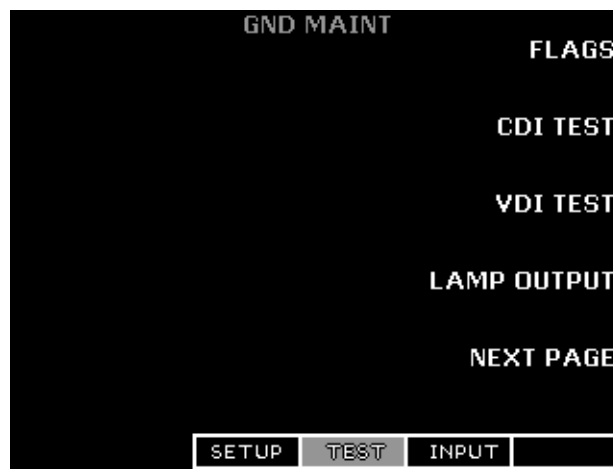 GND MAINT
FLAGS
CDI TEST
VDI TEST
LAMP OUTPUT
NEXT PAGE
SETUP TEST INPUT